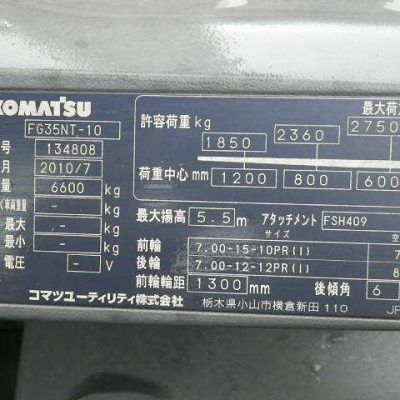 KOMATSU
最大荷重
FG35NT-10
許容荷重 kg
1850 2360 2750
号 134808
月 2010/7
荷重中心 mm 1200 800 600
量 6600 kg
- kg
最大揚高 5.5 m アタッチメント FSH409
最大 - kg
サイズ
最小 - kg
前輪 7.00-15-10PR(I) 7
電圧 - V
後輪 7.00-12-12PR(I) 8
前輪輪距 1300 mm 後傾角 6
コマツユーティリティ株式会社
栃木県小山市横倉新田110 JP